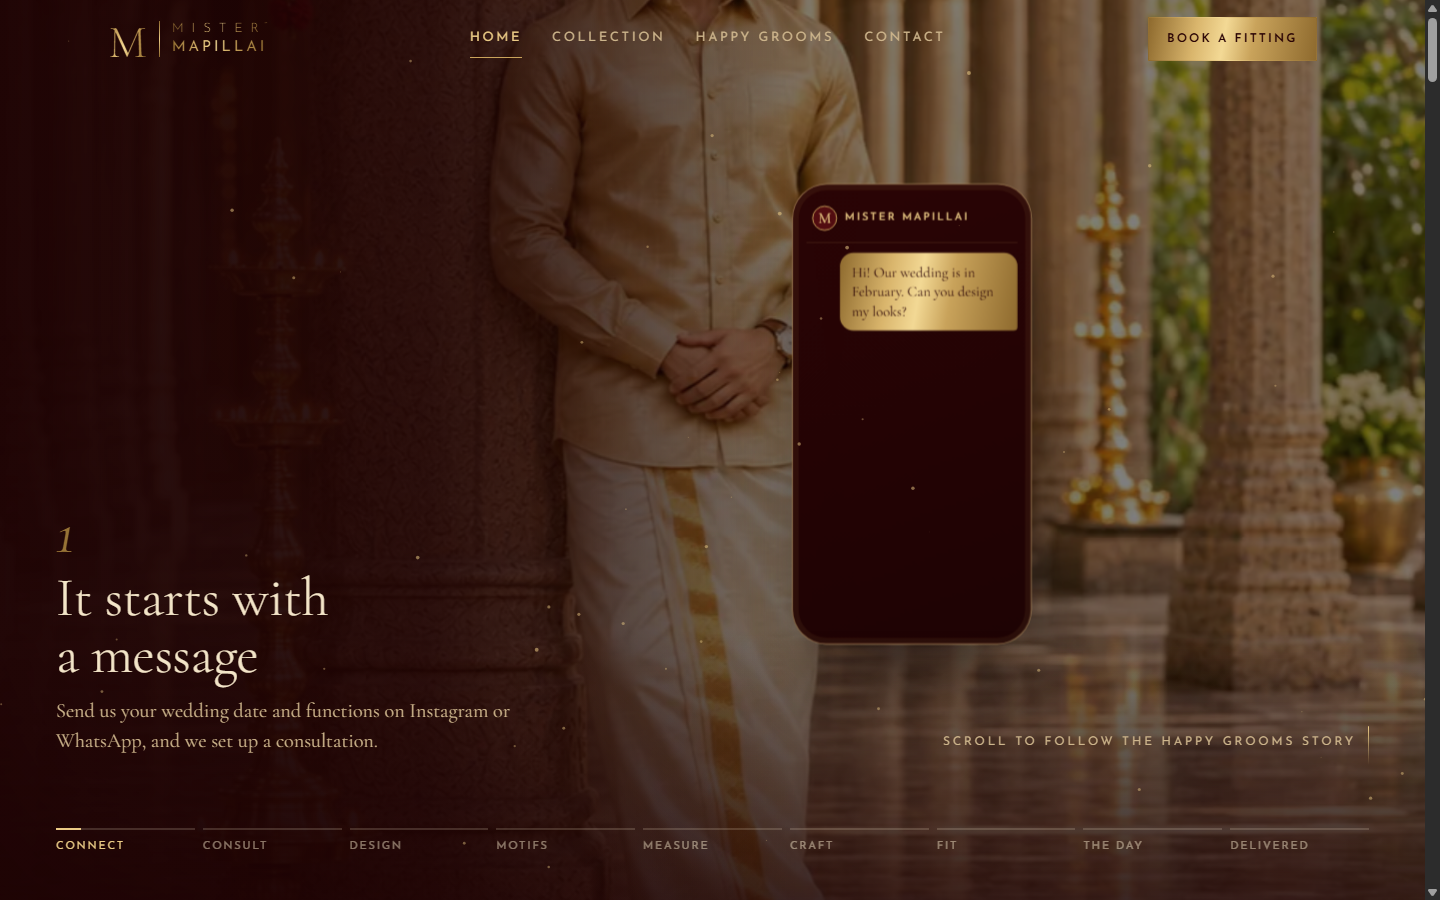 M
MISTER
MAPILLAI
HOME
COLLECTION
HAPPY GROOMS
CONTACT
BOOK A FITTING
M
MISTER MAPILLAI
Hi! Our wedding is in
February. Can you design
my looks?
1
It starts with
a message
Send us your wedding date and functions on Instagram or
WhatsApp, and we set up a consultation.
SCROLL TO FOLLOW THE HAPPY GROOMS STORY
CONNECT
CONSULT
DESIGN
MOTIFS
MEASURE
CRAFT
FIT
THE DAY
DELIVERED